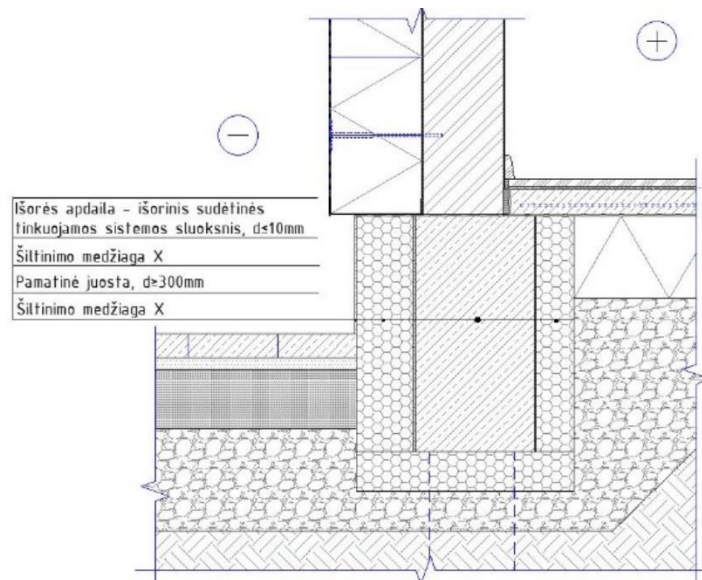 Išorės apdaila – išorinis sudėtinės
tinkuojamos sistemos sluoksnis, d≤10mm
Šiltinimo medžiaga X
Pamatinė juosta, d≥300mm
Šiltinimo medžiaga X